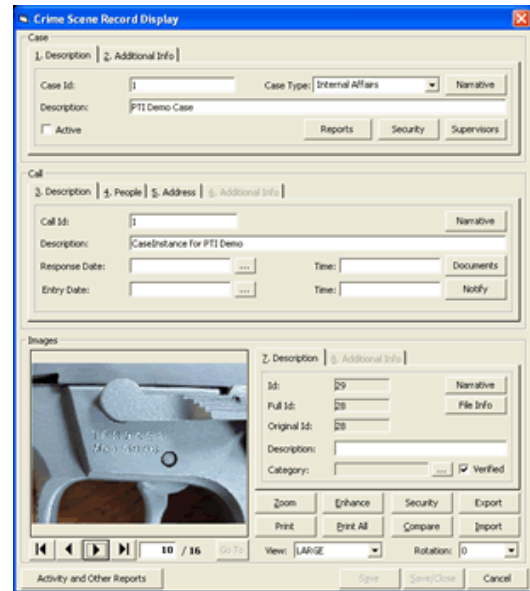 Crime Scene Record Display
Case
1. Description 2. Additional Info
Case Id: 1 Case Type: Internal Affairs Narrative
Description: PTI Demo Case
Active Reports Security Supervisors
Call
3. Description 4. People 5. Address 6. Additional Info
Call Id: 1 Narrative
Description: CaseInstance for PTI Demo
Response Date: ... Time: Documents
Entry Date: ... Time: Notify
Images
7. Description 8. Additional Info
Id: 29 Narrative
Full Id: 28 File Info
Original Id: 28
Description:
Category: ... Verified
Zoom Enhance Security Export
Print Print All Compare Import
10 / 16 Go To View: LARGE Rotation: 0
Activity and Other Reports Save Save/Close Cancel